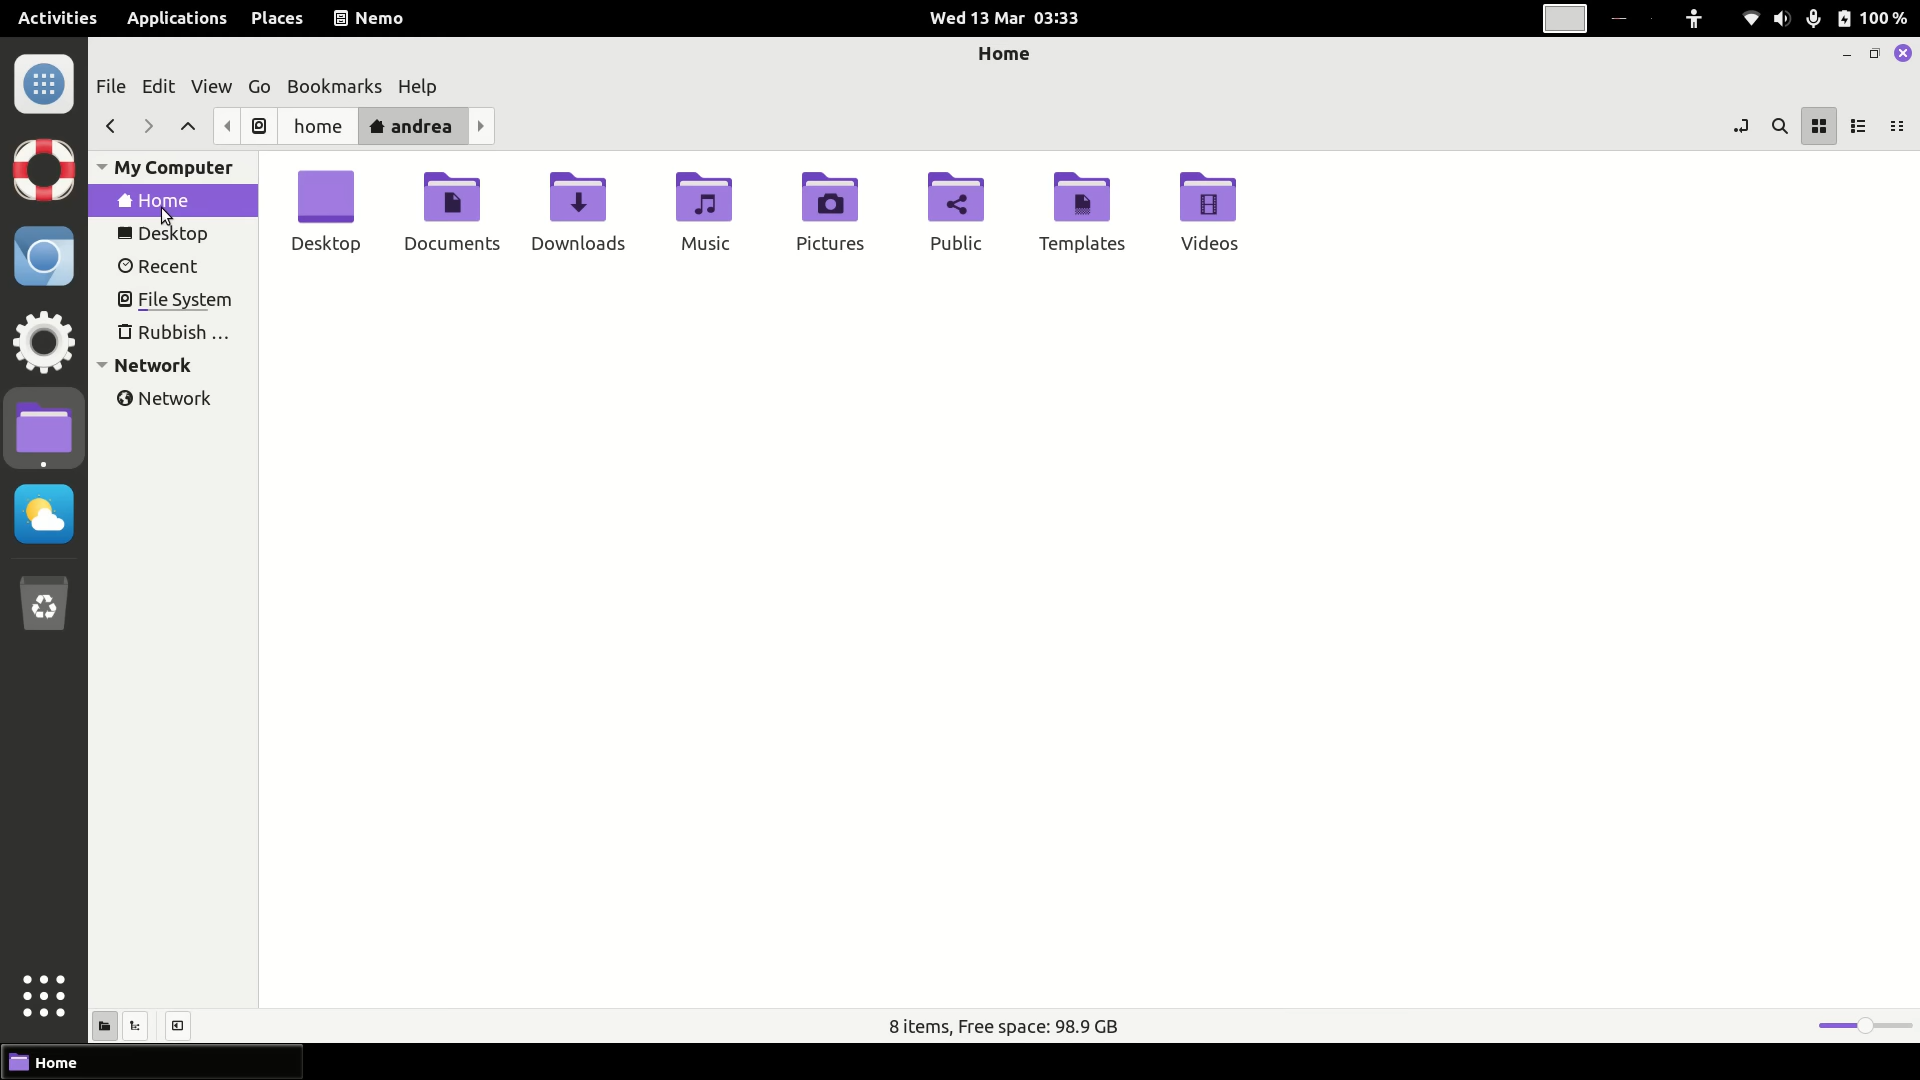 Activities Applications Places Nemo Wed 13 Mar 03:33 100 %
Home
File Edit View Go Bookmarks Help
home andrea
My Computer
Home
Desktop
Recent
File System
Rubbish …
Network
Network
Desktop Documents Downloads Music Pictures Public Templates Videos
8 items, Free space: 98.9 GB
Home